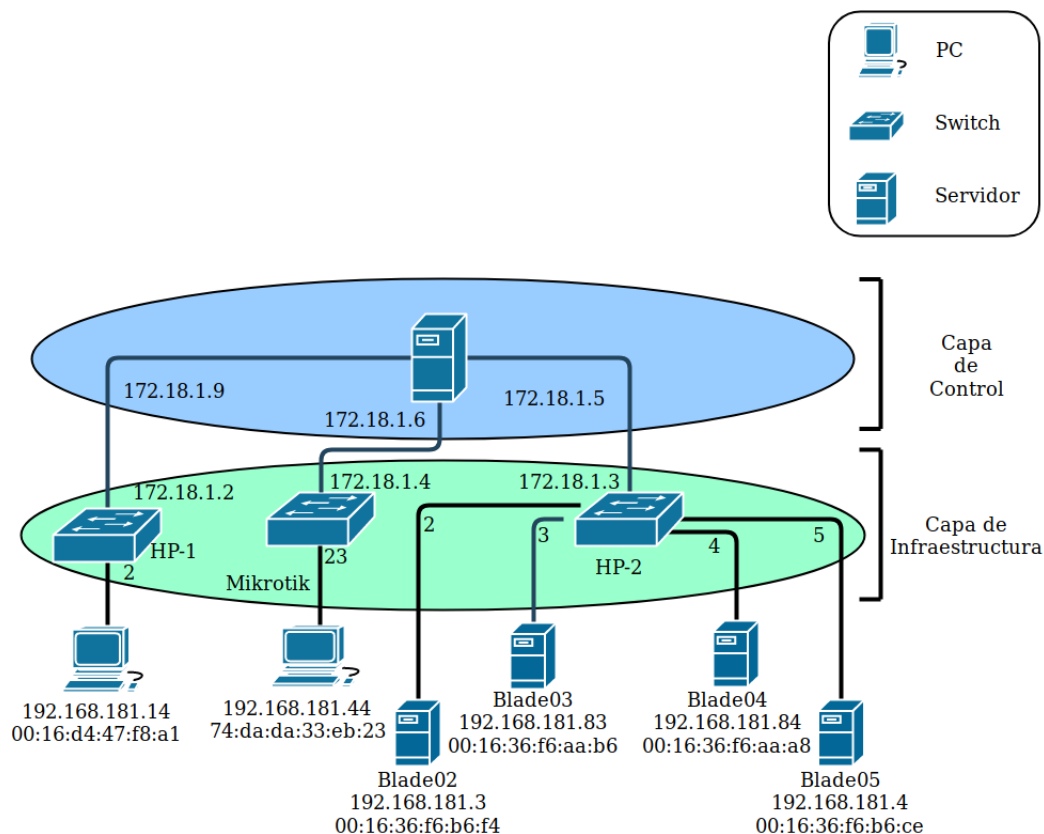 PC
Switch
Servidor
Capa
de
Control
172.18.1.9
172.18.1.5
172.18.1.6
172.18.1.2
172.18.1.4
172.18.1.3
Capa de
Infraestructura
HP-1
2
23
Mikrotik
2
3
HP-2
4
5
192.168.181.14
00:16:d4:47:f8:a1
192.168.181.44
74:da:da:33:eb:23
Blade03
192.168.181.83
00:16:36:f6:aa:b6
Blade04
192.168.181.84
00:16:36:f6:aa:a8
Blade02
192.168.181.3
00:16:36:f6:b6:f4
Blade05
192.168.181.4
00:16:36:f6:b6:ce